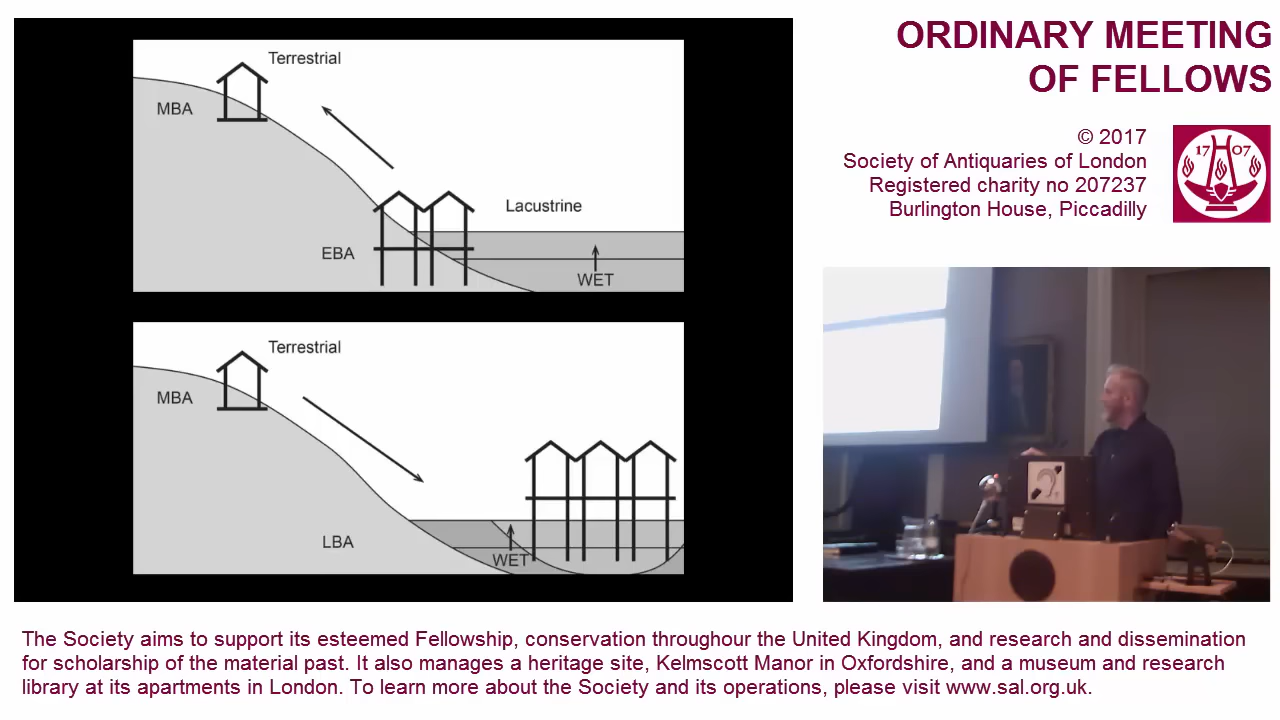 Terrestrial
MBA
Lacustrine
EBA
WET
Terrestrial
MBA
LBA
WET
ORDINARY MEETING
OF FELLOWS
© 2017
Society of Antiquaries of London
Registered charity no 207237
Burlington House, Piccadilly
17 07
The Society aims to support its esteemed Fellowship, conservation throughour the United Kingdom, and research and dissemination
for scholarship of the material past. It also manages a heritage site, Kelmscott Manor in Oxfordshire, and a museum and research
library at its apartments in London. To learn more about the Society and its operations, please visit www.sal.org.uk.